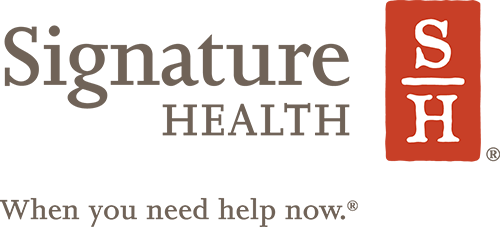 Signature
HEALTH
S
H
®
When you need help now.®